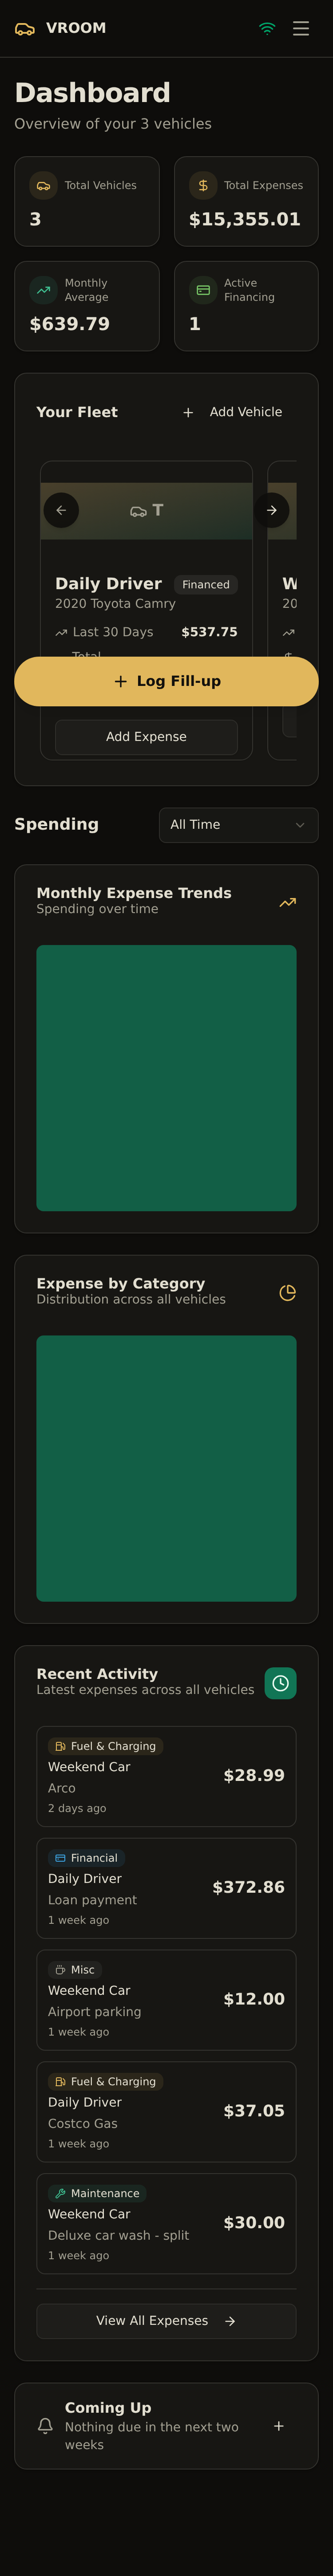 VROOM
Dashboard
Overview of your 3 vehicles
Total Vehicles
3
Total Expenses
$15,355.01
Monthly
Average
$639.79
Active
Financing
1
Your Fleet
Add Vehicle
T
Daily Driver
Financed
2020 Toyota Camry
Last 30 Days
$537.75
Total
W
20
Log Fill-up
Add Expense
Spending
All Time
Monthly Expense Trends
Spending over time
Expense by Category
Distribution across all vehicles
Recent Activity
Latest expenses across all vehicles
Fuel & Charging
Weekend Car
Arco
2 days ago
$28.99
Financial
Daily Driver
Loan payment
1 week ago
$372.86
Misc
Weekend Car
Airport parking
1 week ago
$12.00
Fuel & Charging
Daily Driver
Costco Gas
1 week ago
$37.05
Maintenance
Weekend Car
Deluxe car wash - split
1 week ago
$30.00
View All Expenses
Coming Up
Nothing due in the next two
weeks